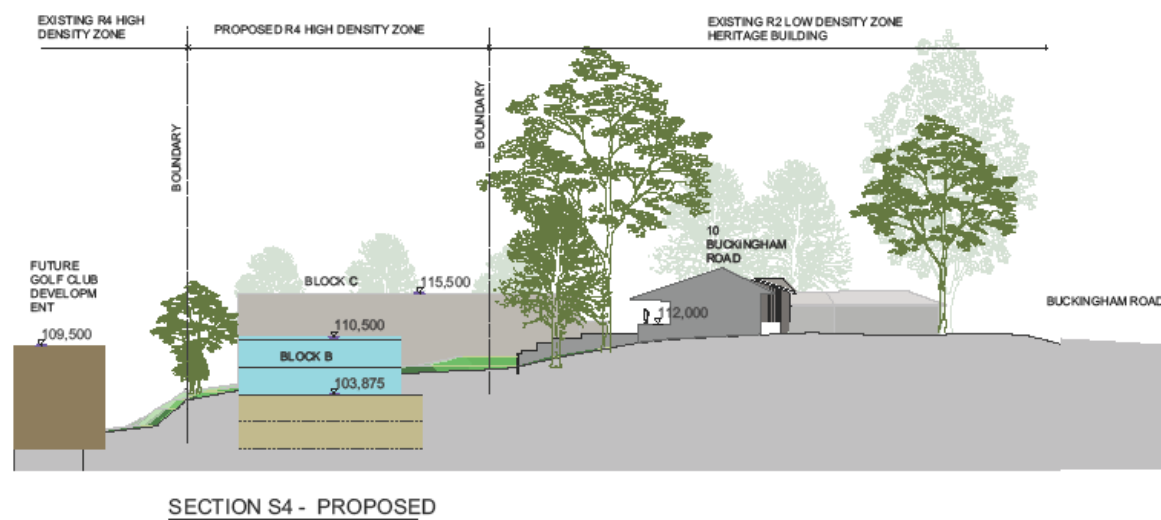 EXISTING R4 HIGH
DENSITY ZONE
PROPOSED R4 HIGH DENSITY ZONE
EXISTING R2 LOW DENSITY ZONE
HERITAGE BUILDING
BOUNDARY
BOUNDARY
10
BUCKINGHAM
ROAD
FUTURE
GOLF CLUB
DEVELOPM
ENT
109,500
BLOCK C
115,500
110,500
BLOCK B
103,875
112,000
BUCKINGHAM ROAD
SECTION S4 - PROPOSED